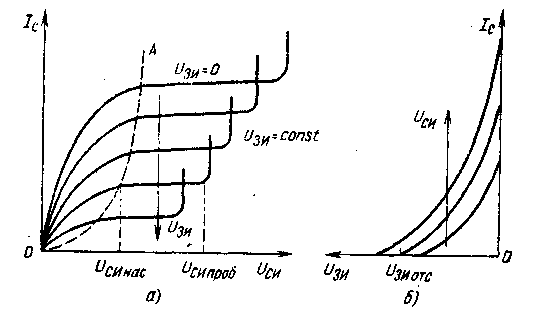 Iс
A
Uзи=0
Uзи=const
Uзи
0
Uси нас
Uси проб
Uси
а)
Iс
Uси
Uзи
Uзи отс
0
б)